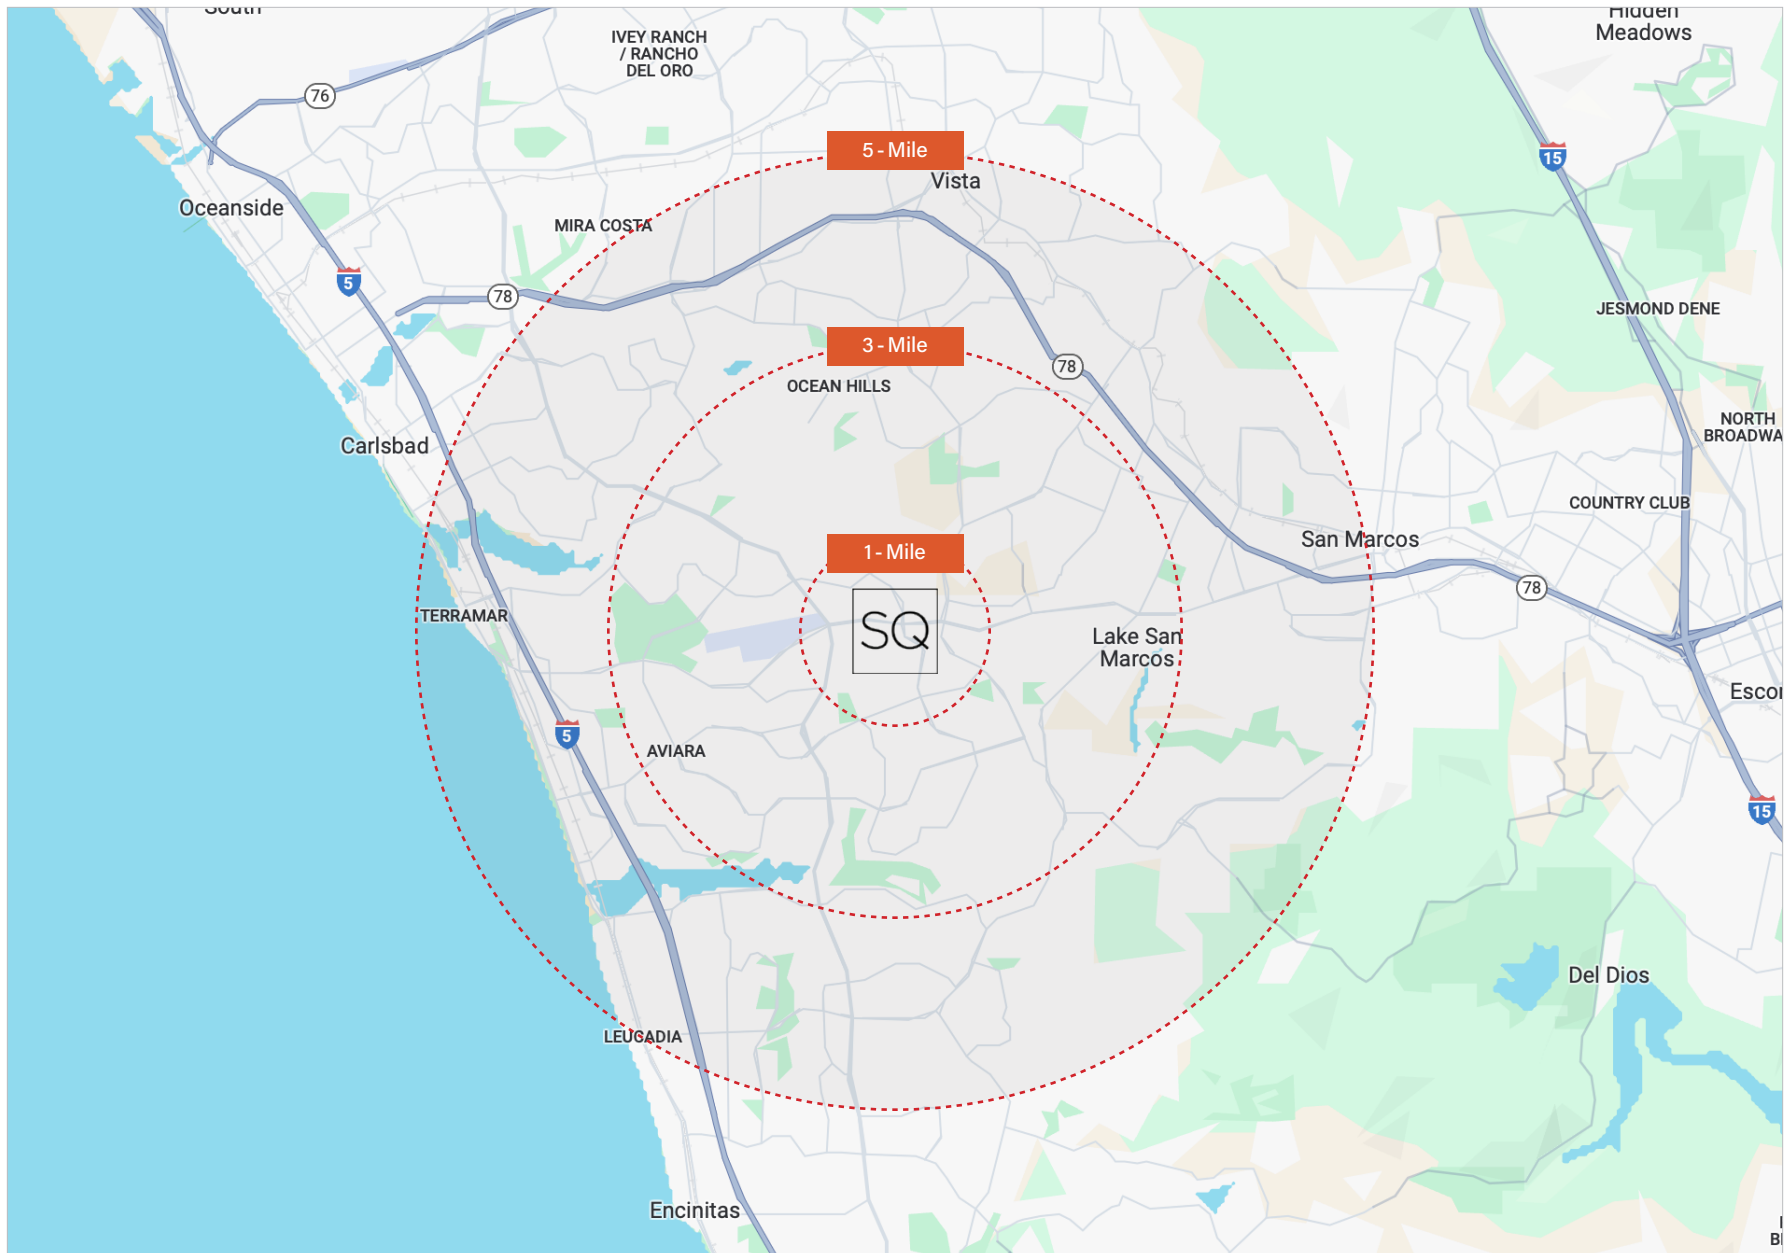 South
Hidden
Meadows
IVEY RANCH
/ RANCHO
DEL ORO
76
5 - Mile
15
Vista
Oceanside
MIRA COSTA
5
78
JESMOND DENE
3 - Mile
78
OCEAN HILLS
NORTH
BROADWA
Carlsbad
COUNTRY CLUB
San Marcos
1 - Mile
78
TERRAMAR
SQ
Lake San
Marcos
Escor
5
AVIARA
15
Del Dios
LEUCADIA
Encinitas